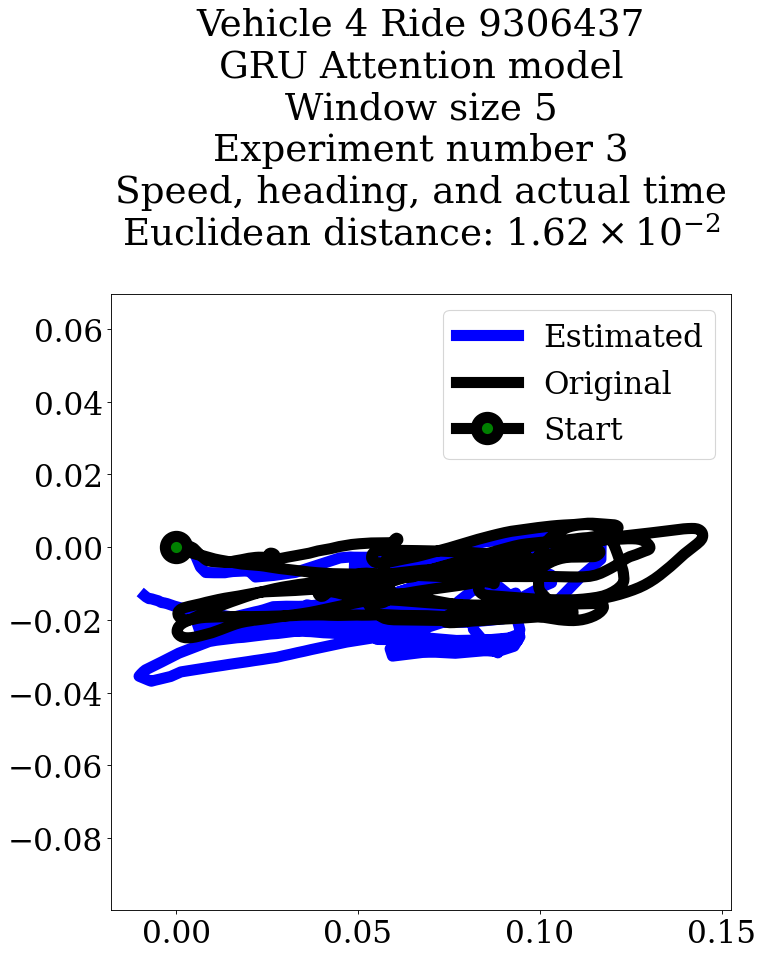 Vehicle 4 Ride 9306437
GRU Attention model
Window size 5
Experiment number 3
Speed, heading, and actual time
Euclidean distance: 1.62 × 10⁻²
Estimated
Original
Start
0.06
0.04
0.02
0.00
−0.02
−0.04
−0.06
−0.08
0.00 0.05 0.10 0.15